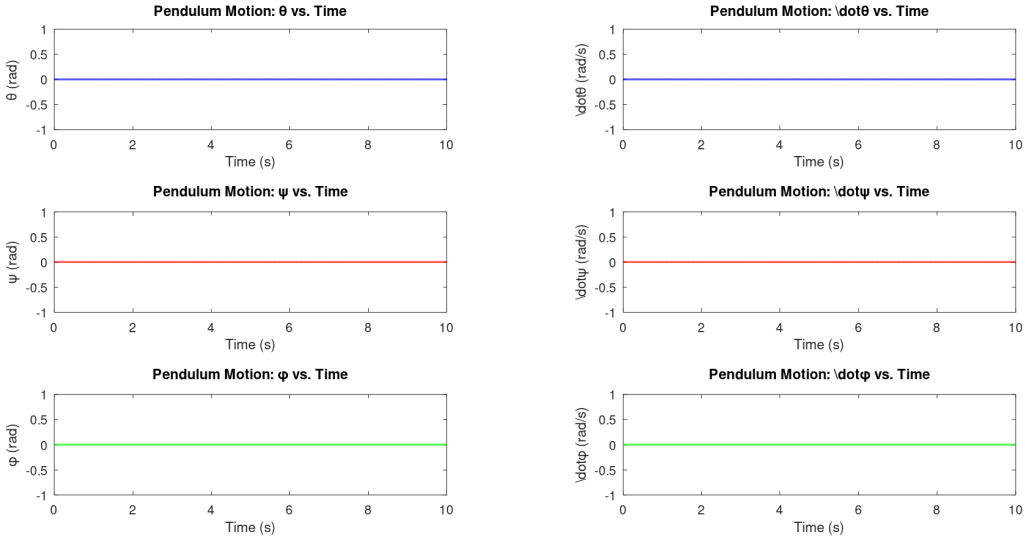 Pendulum Motion: θ vs. Time
1
0.5
0
-0.5
-1
θ (rad)
0 2 4 6 8 10
Time (s)
Pendulum Motion: \dotθ vs. Time
1
0.5
0
-0.5
-1
\dotθ (rad/s)
0 2 4 6 8 10
Time (s)
Pendulum Motion: ψ vs. Time
1
0.5
0
-0.5
-1
ψ (rad)
0 2 4 6 8 10
Time (s)
Pendulum Motion: \dotψ vs. Time
1
0.5
0
-0.5
-1
\dotψ (rad/s)
0 2 4 6 8 10
Time (s)
Pendulum Motion: φ vs. Time
1
0.5
0
-0.5
-1
φ (rad)
0 2 4 6 8 10
Time (s)
Pendulum Motion: \dotφ vs. Time
1
0.5
0
-0.5
-1
\dotφ (rad/s)
0 2 4 6 8 10
Time (s)